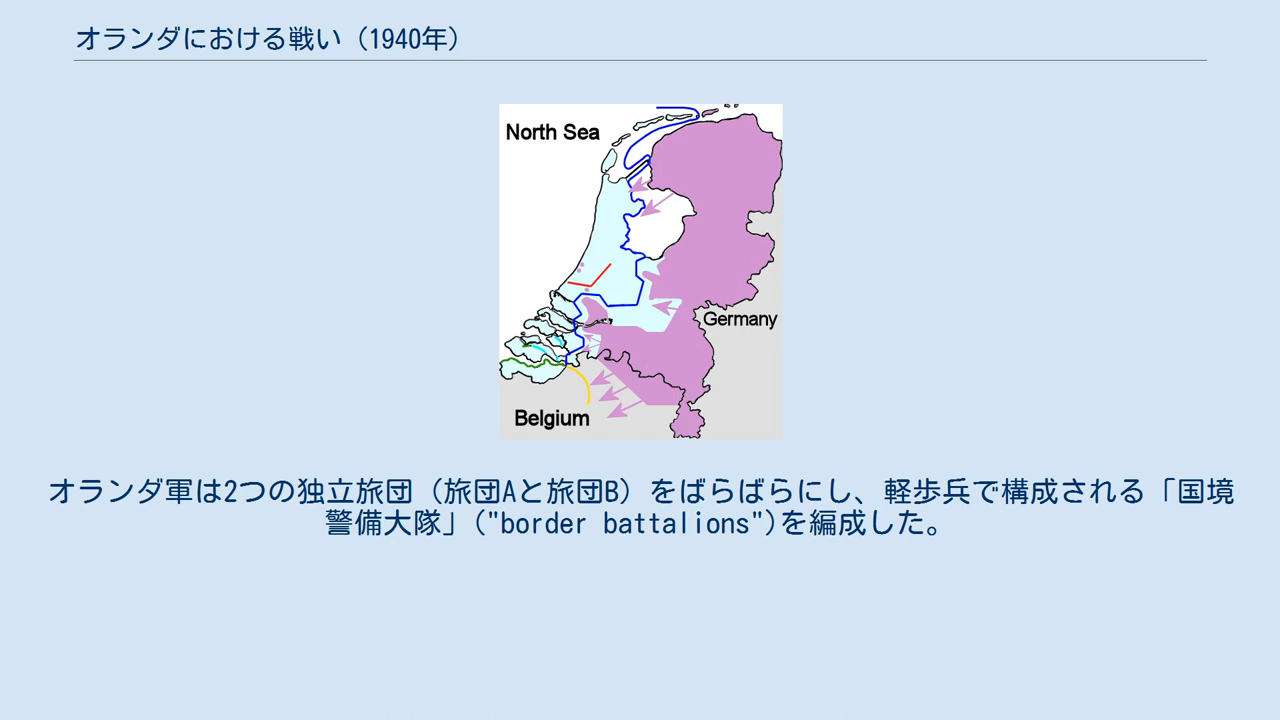 オランダにおける戦い（1940年）
North Sea
Germany
Belgium
オランダ軍は2つの独立旅団（旅団Aと旅団B）をばらばらにし、軽歩兵で構成される「国境
警備大隊」("border battalions")を編成した。